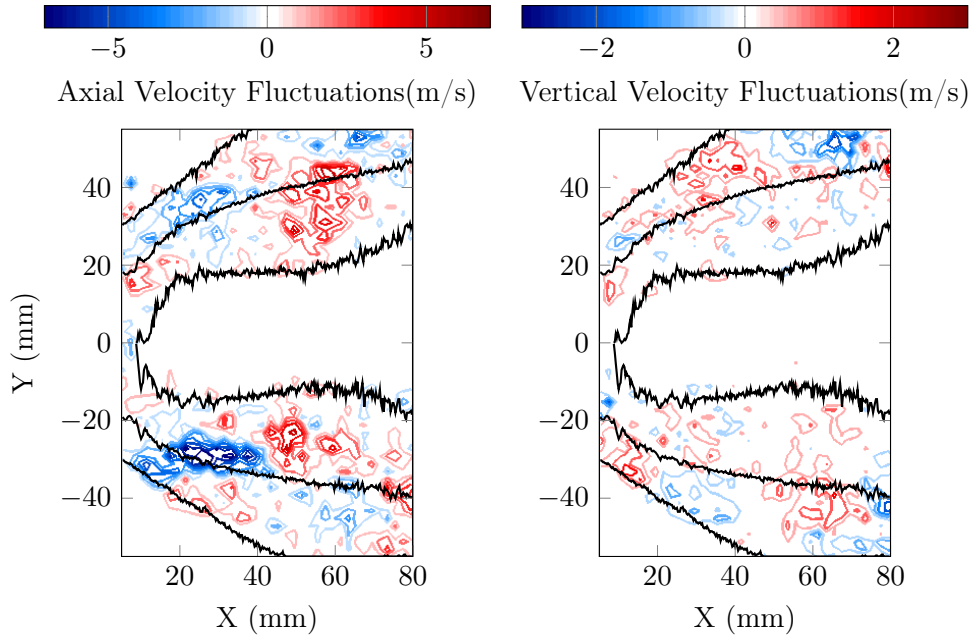 −5 0 5 −2 0 2
Axial Velocity Fluctuations(m/s) Vertical Velocity Fluctuations(m/s)
40 40
20 20
0 0
−20 −20
−40 −40
Y (mm)
20 40 60 80 20 40 60 80
X (mm) X (mm)